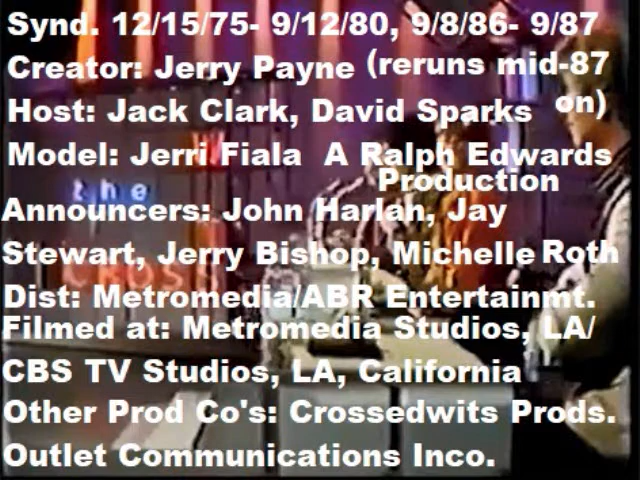 Synd. 12/15/75- 9/12/80, 9/8/86- 9/87
Creator: Jerry Payne (reruns mid-87
on)
Host: Jack Clark, David Sparks
Model: Jerri Fiala A Ralph Edwards
Production
Announcers: John Harlan, Jay
Stewart, Jerry Bishop, Michelle Roth
Dist: Metromedia/ABR Entertainmt.
Filmed at: Metromedia Studios, LA/
CBS TV Studios, LA, California
Other Prod Co's: Crossedwits Prods.
Outlet Communications Inco.
the
CROSS